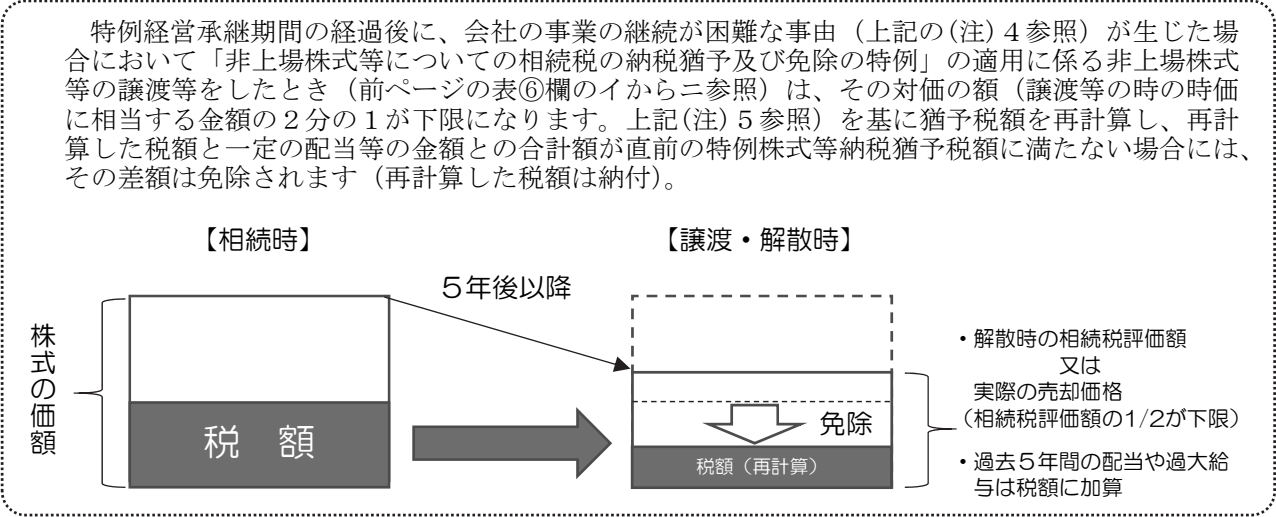 特例経営承継期間の経過後に、会社の事業の継続が困難な事由（上記の(注)４参照）が生じた場
合において「非上場株式等についての相続税の納税猶予及び免除の特例」の適用に係る非上場株式
等の譲渡等をしたとき（前ページの表⑥欄のイからニ参照）は、その対価の額（譲渡等の時の時価
に相当する金額の２分の１が下限になります。上記(注)５参照）を基に猶予税額を再計算し、再計
算した税額と一定の配当等の金額との合計額が直前の特例株式等納税猶予税額に満たない場合には、
その差額は免除されます（再計算した税額は納付）。
【相続時】
【譲渡・解散時】
５年後以降
株式の価額
税　額
免除
税額（再計算）
・解散時の相続税評価額
又は
実際の売却価格
（相続税評価額の1/2が下限）
・過去５年間の配当や過大給
与は税額に加算